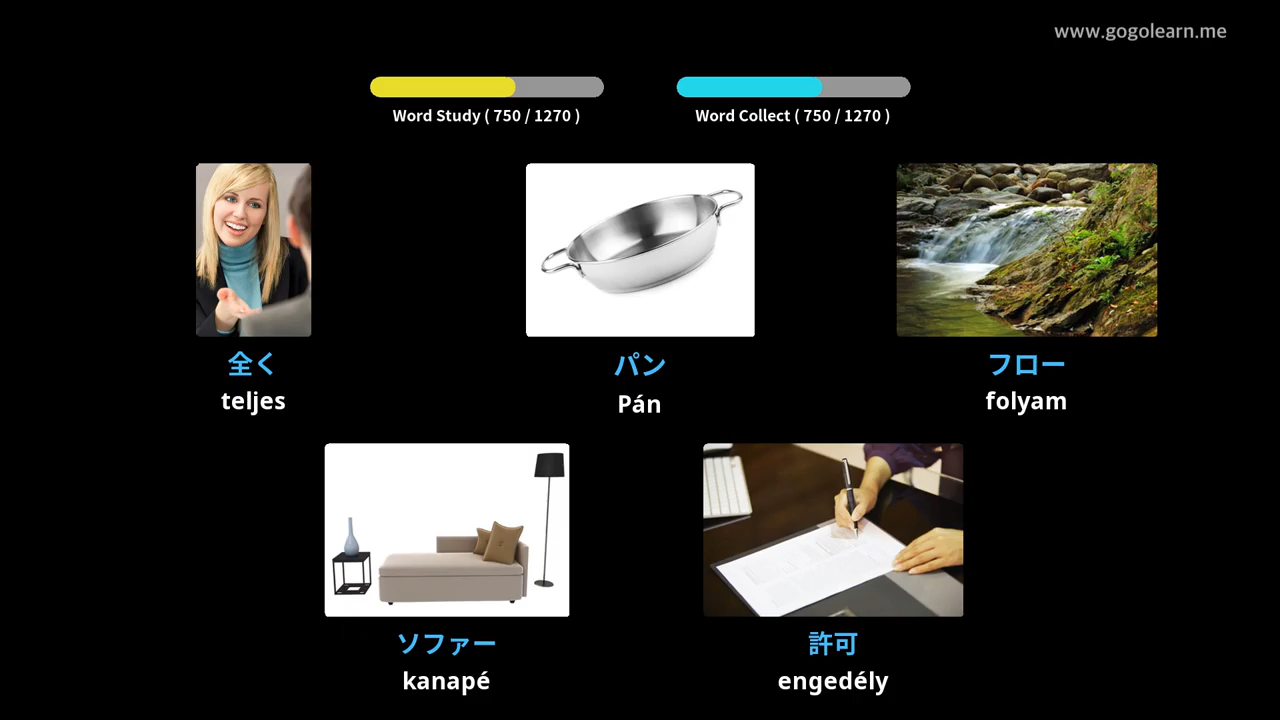 www.gogolearn.me
Word Study ( 750 / 1270 )
Word Collect ( 750 / 1270 )
全く
teljes
パン
Pán
フロー
folyam
ソファー
kanapé
許可
engedély